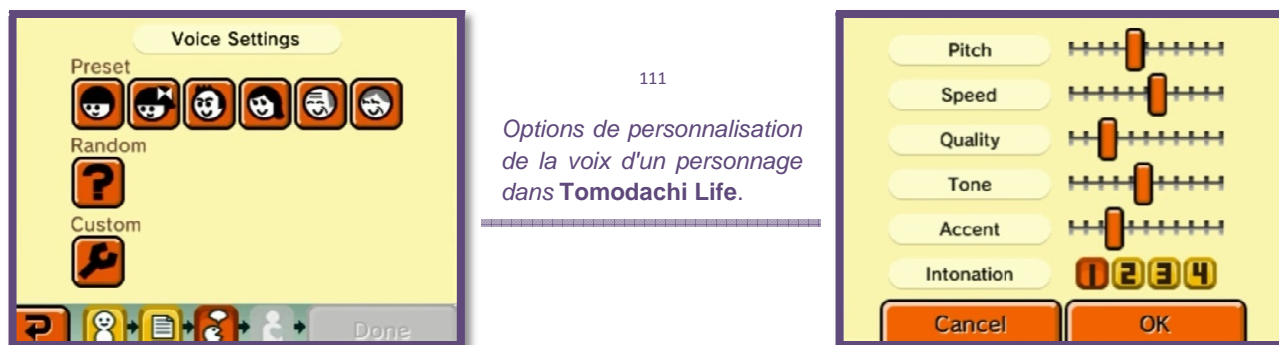 Voice Settings
Preset
Random
?
Custom
Done
111
Options de personnalisation
de la voix d'un personnage
dans Tomodachi Life.
Pitch
Speed
Quality
Tone
Accent
Intonation 1 2 3 4
Cancel OK